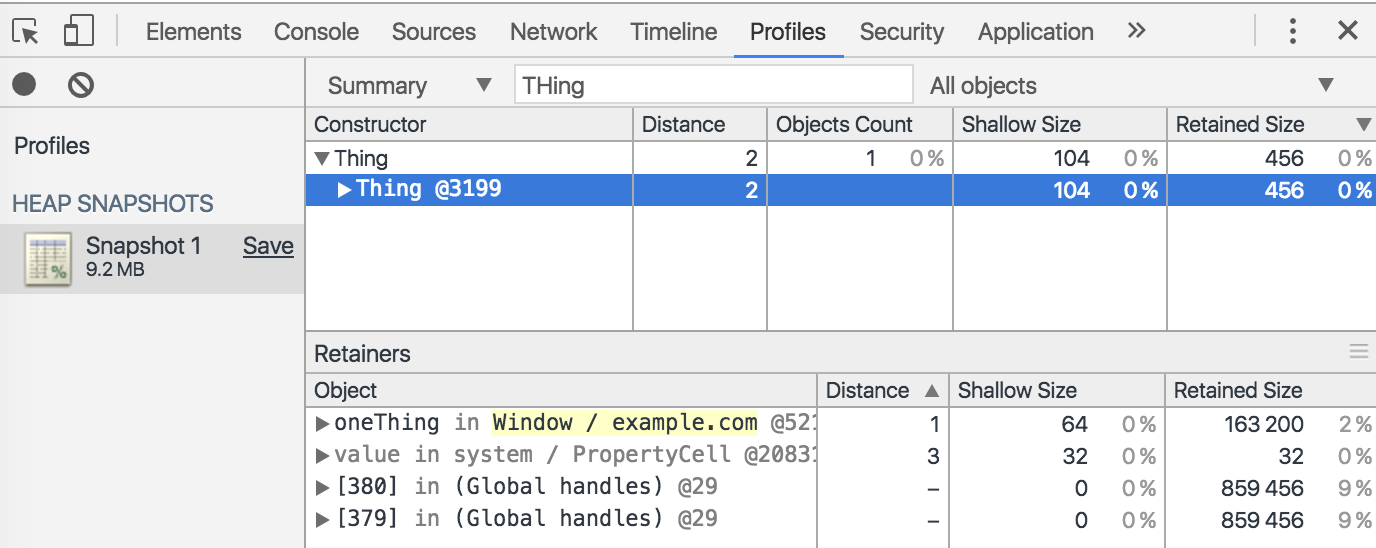 Elements Console Sources Network Timeline Profiles Security Application »
Summary ▼ THing All objects ▼
Constructor Distance Objects Count Shallow Size Retained Size ▼
Profiles
▼Thing 2 1 0% 104 0% 456 0%
▶Thing @3199 2 104 0% 456 0%
HEAP SNAPSHOTS
Snapshot 1 Save
9.2 MB
%
Retainers
Object Distance ▲ Shallow Size Retained Size
▶oneThing in Window / example.com @521 1 64 0% 163 200 2%
▶value in system / PropertyCell @20831 3 32 0% 32 0%
▶[380] in (Global handles) @29 – 0 0% 859 456 9%
▶[379] in (Global handles) @29 – 0 0% 859 456 9%